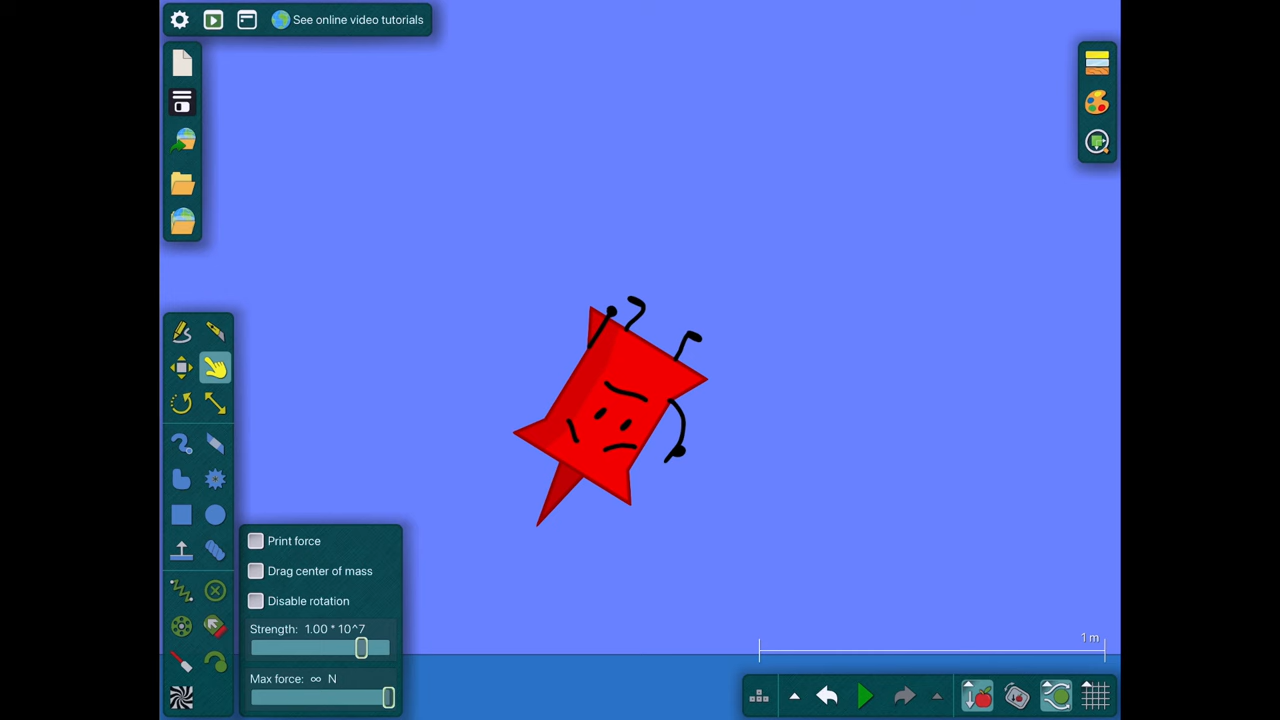 See online video tutorials
Print force
Drag center of mass
Disable rotation
Strength: 1.00 * 10^7
Max force: ∞ N
1 m